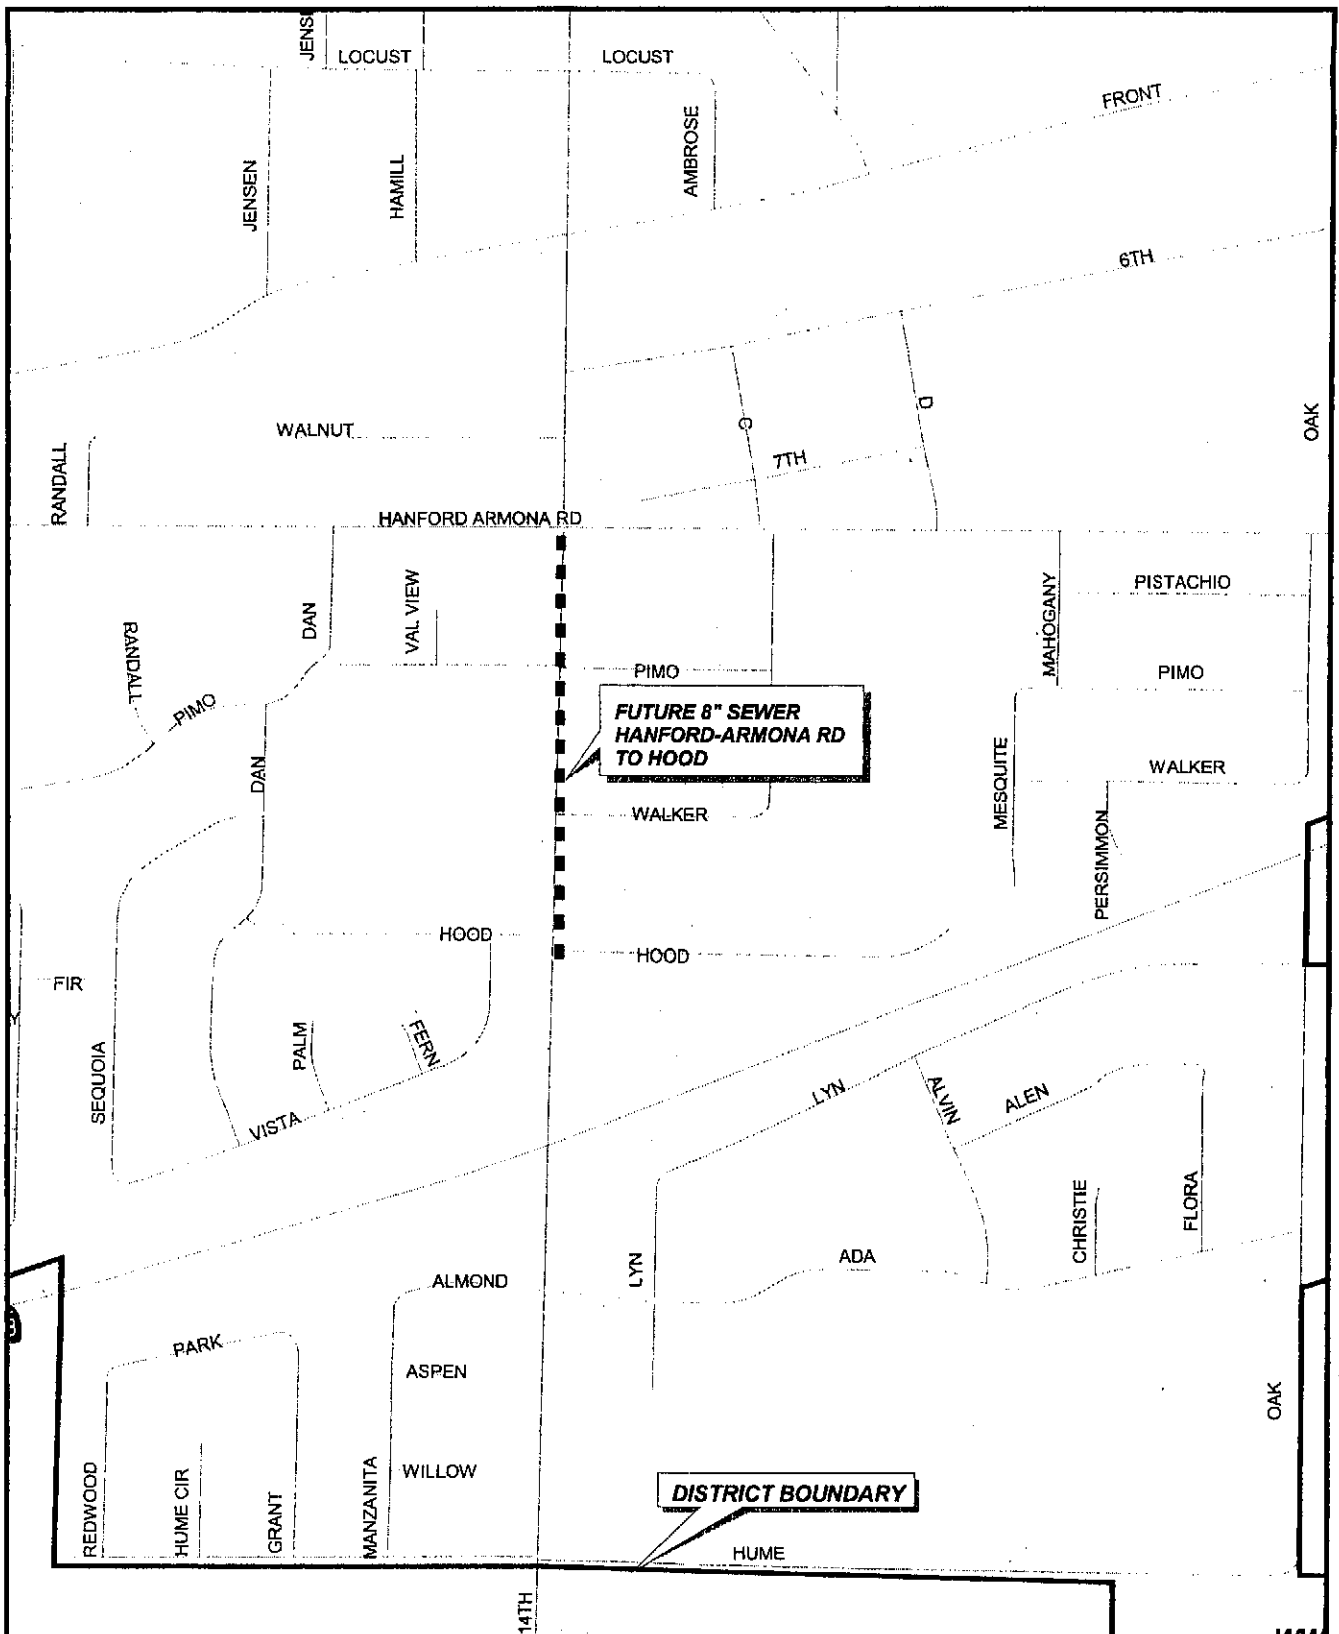 JENS
LOCUST
LOCUST
FRONT
AMBROSE
JENSEN
HAMILL
6TH
OAK
D
C
WALNUT
7TH
RANDALL
HANFORD ARMONA RD
PISTACHIO
MAHOGANY
VAL VIEW
DAN
RANDALL
PIMO
PIMO
PIMO
FUTURE 8" SEWER
HANFORD-ARMONA RD
TO HOOD
DAN
WALKER
MESQUITE
WALKER
PERSIMMON
HOOD
HOOD
FIR
Y
PALM
FERN
SEQUOIA
VISTA
LYN
ALVIN
ALEN
CHRISTIE
FLORA
ADA
LYN
ALMOND
PARK
ASPEN
OAK
WILLOW
REDWOOD
HUME CIR
GRANT
MANZANITA
DISTRICT BOUNDARY
HUME
14TH